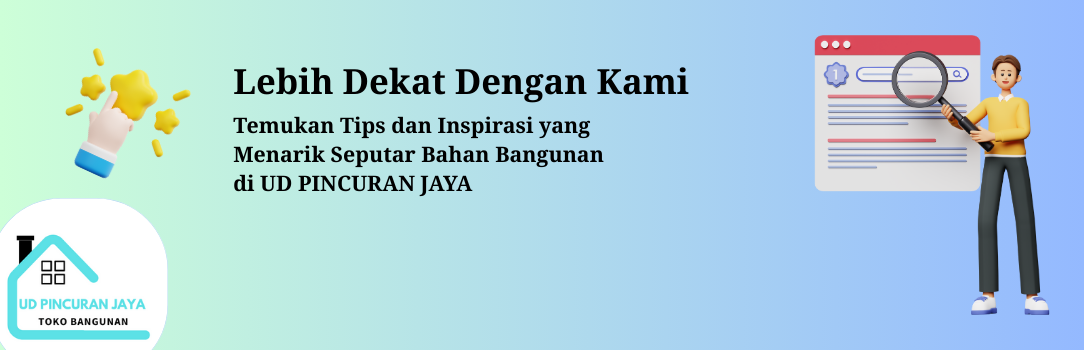 Lebih Dekat Dengan Kami
Temukan Tips dan Inspirasi yang
Menarik Seputar Bahan Bangunan
di UD PINCURAN JAYA
1
UD PINCURAN JAYA
TOKO BANGUNAN